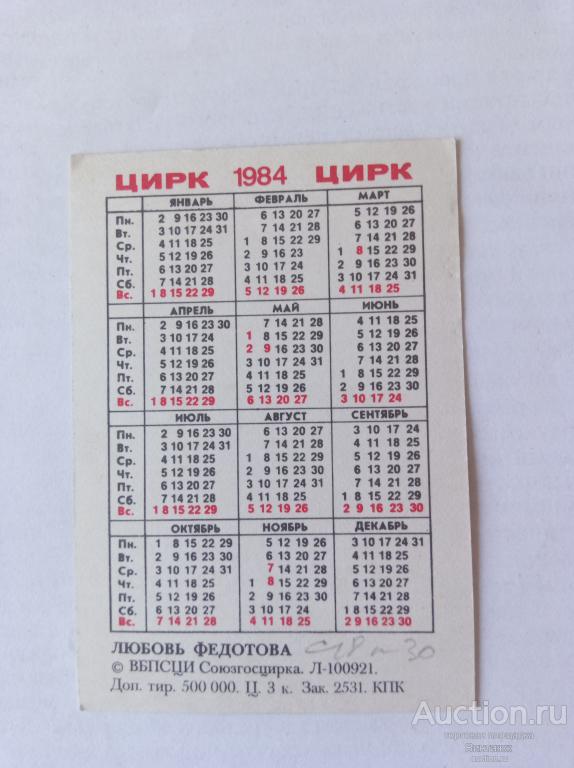 ЦИРК 1984 ЦИРК
ЯНВАРЬ ФЕВРАЛЬ МАРТ
Пн. 2 9 16 23 30 6 13 20 27 5 12 19 26
Вт. 3 10 17 24 31 7 14 21 28 6 13 20 27
Ср. 4 11 18 25 1 8 15 22 29 7 14 21 28
Чт. 5 12 19 26 2 9 16 23 1 8 15 22 29
Пт. 6 13 20 27 3 10 17 24 2 9 16 23 30
Сб. 7 14 21 28 4 11 18 25 3 10 17 24 31
Вс. 1 8 15 22 29 5 12 19 26 4 11 18 25
АПРЕЛЬ МАЙ ИЮНЬ
Пн. 2 9 16 23 30 7 14 21 28 4 11 18 25
Вт. 3 10 17 24 1 8 15 22 29 5 12 19 26
Ср. 4 11 18 25 2 9 16 23 30 6 13 20 27
Чт. 5 12 19 26 3 10 17 24 31 7 14 21 28
Пт. 6 13 20 27 4 11 18 25 1 8 15 22 29
Сб. 7 14 21 28 5 12 19 26 2 9 16 23 30
Вс. 1 8 15 22 29 6 13 20 27 3 10 17 24
ИЮЛЬ АВГУСТ СЕНТЯБРЬ
Пн. 2 9 16 23 30 6 13 20 27 3 10 17 24
Вт. 3 10 17 24 31 7 14 21 28 4 11 18 25
Ср. 4 11 18 25 1 8 15 22 29 5 12 19 26
Чт. 5 12 19 26 2 9 16 23 30 6 13 20 27
Пт. 6 13 20 27 3 10 17 24 31 7 14 21 28
Сб. 7 14 21 28 4 11 18 25 1 8 15 22 29
Вс. 1 8 15 22 29 5 12 19 26 2 9 16 23 30
ОКТЯБРЬ НОЯБРЬ ДЕКАБРЬ
Пн. 1 8 15 22 29 5 12 19 26 3 10 17 24 31
Вт. 2 9 16 23 30 6 13 20 27 4 11 18 25
Ср. 3 10 17 24 31 7 14 21 28 5 12 19 26
Чт. 4 11 18 25 1 8 15 22 29 6 13 20 27
Пт. 5 12 19 26 2 9 16 23 30 7 14 21 28
Сб. 6 13 20 27 3 10 17 24 1 8 15 22 29
Вс. 7 14 21 28 4 11 18 25 2 9 16 23 30
ЛЮБОВЬ ФЕДОТОВА
© ВБПСЦИ Союзгосцирка. Л-100921.
Доп. тир. 500 000. Ц. 3 к. Зак. 2531. КПК
Auction.ru
торговая площадка
auction.ru